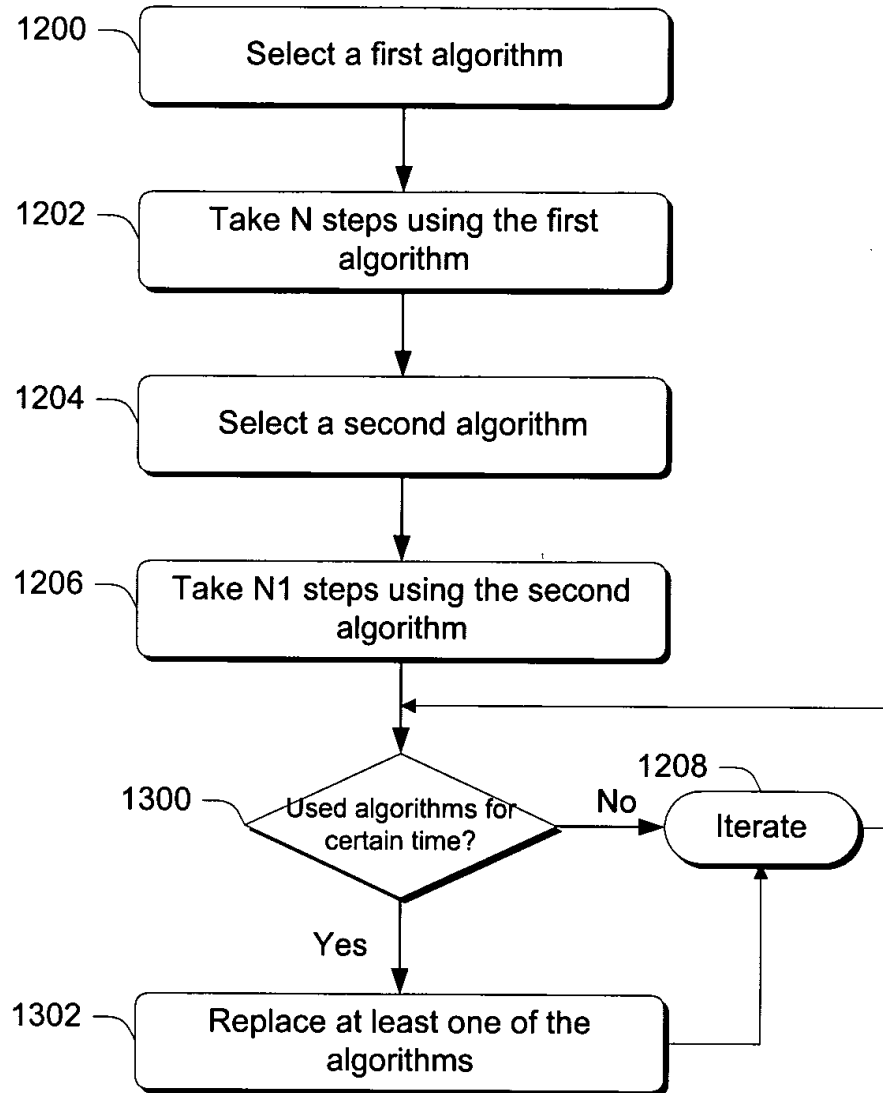 1200
Select a first algorithm
1202
Take N steps using the first
algorithm
1204
Select a second algorithm
1206
Take N1 steps using the second
algorithm
1300
Used algorithms for
certain time?
No
1208
Iterate
Yes
1302
Replace at least one of the
algorithms